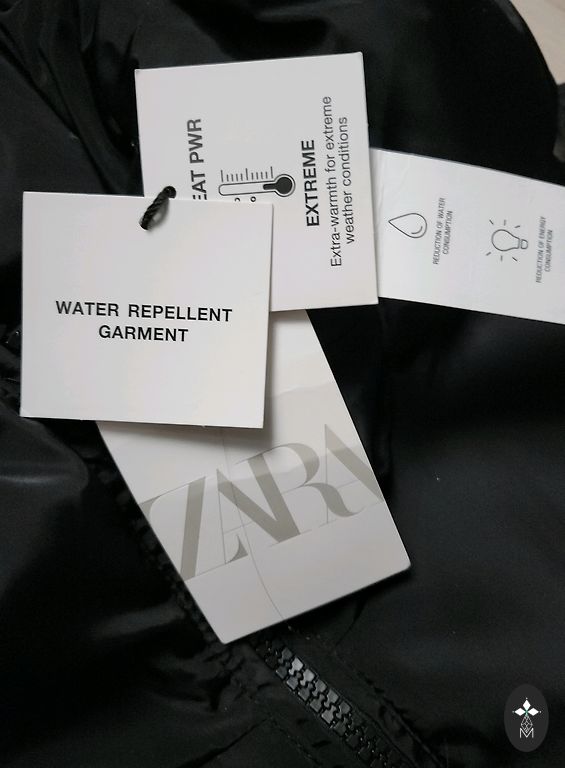 EAT PWR
EXTREME
Extra-warmth for extreme
weather conditions
REDUCTION OF WATER
CONSUMPTION
REDUCTION OF ENERGY
CONSUMPTION
WATER REPELLENT
GARMENT
ZARA
M